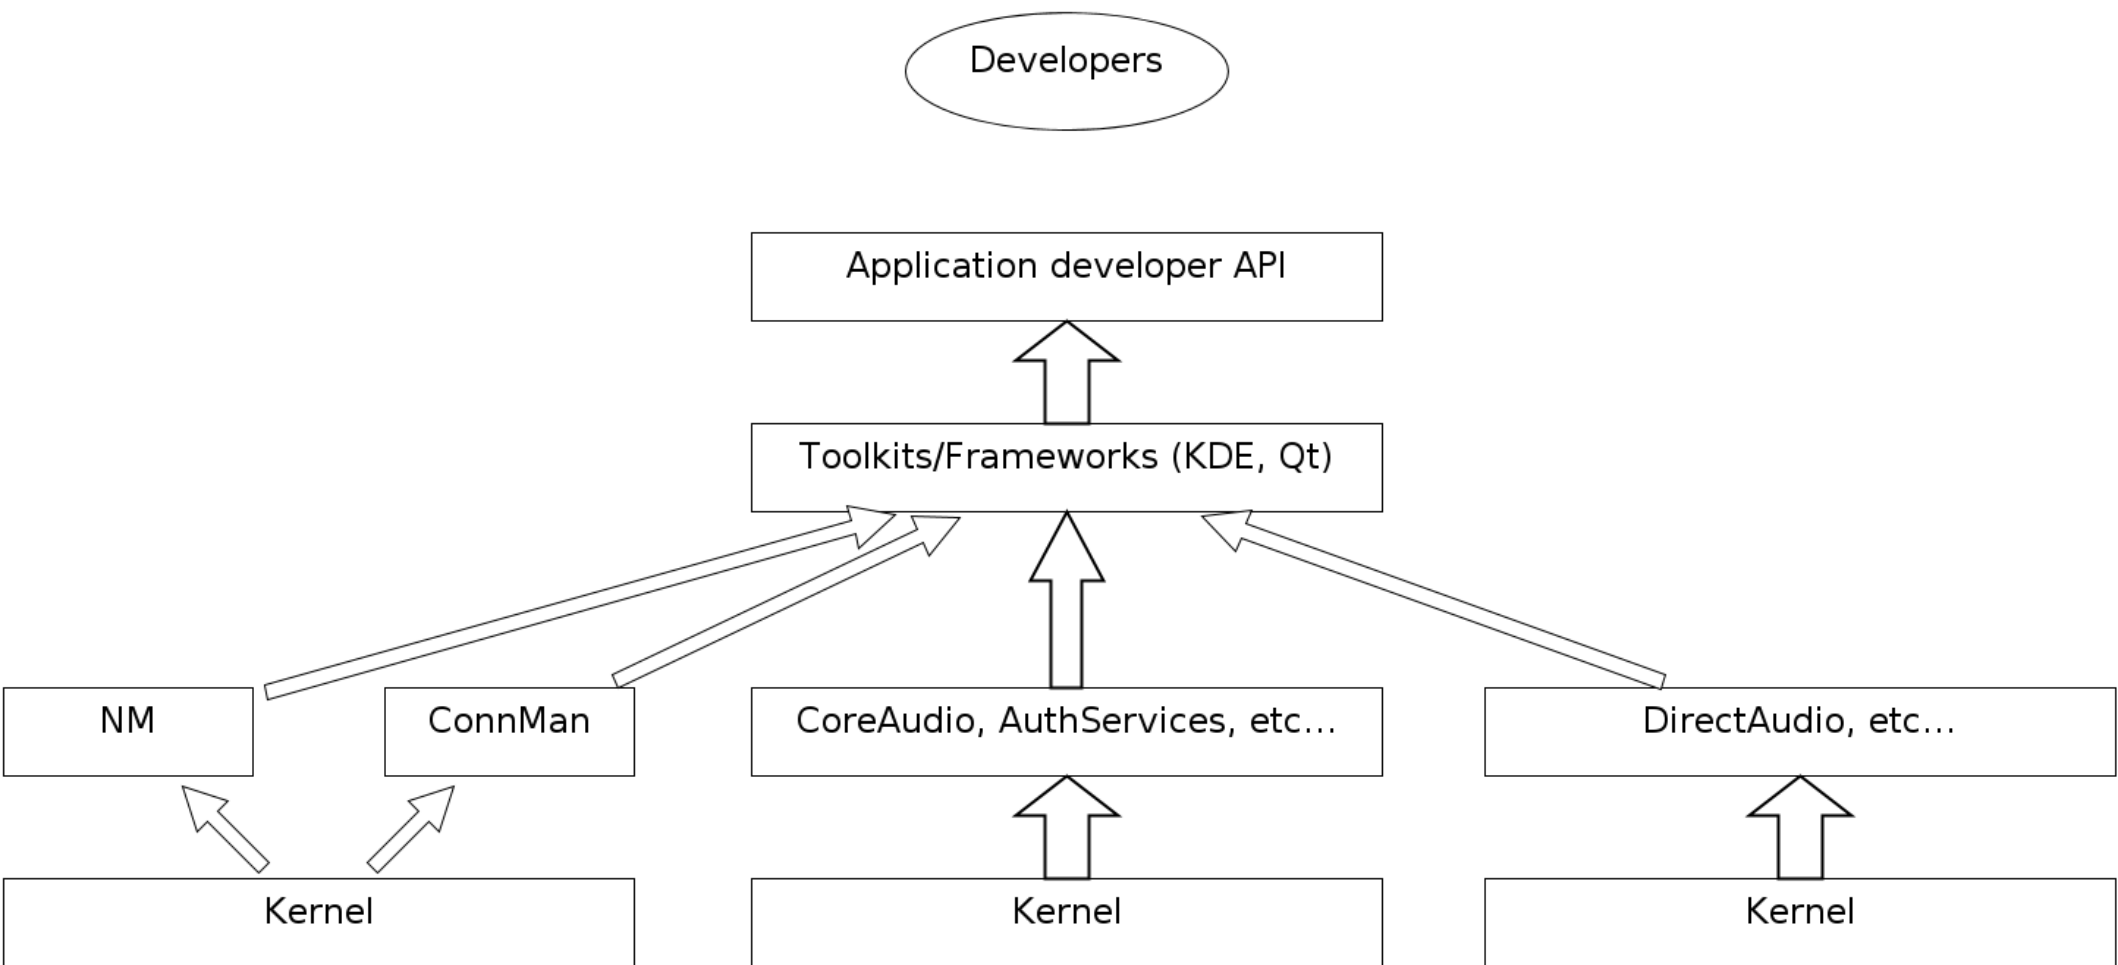 Developers
Application developer API
Toolkits/Frameworks (KDE, Qt)
NM
ConnMan
CoreAudio, AuthServices, etc...
DirectAudio, etc...
Kernel
Kernel
Kernel